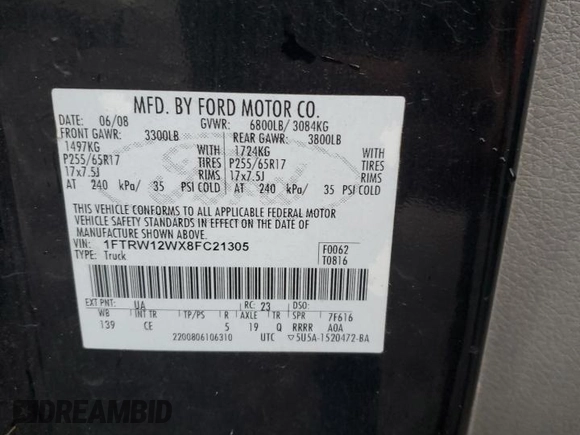 MFD. BY FORD MOTOR CO.
DATE: 06/08 GVWR: 6800LB/ 3084KG
FRONT GAWR: 3300LB REAR GAWR: 3800LB
1497KG WITH 1724KG WITH
P255/65R17 TIRES P255/65R17 TIRES
17x7.5J RIMS 17x7.5J RIMS
AT 240 kPa/ 35 PSI COLD AT 240 kPa/ 35 PSI COLD
THIS VEHICLE CONFORMS TO ALL APPLICABLE FEDERAL MOTOR
VEHICLE SAFETY STANDARDS IN EFFECT ON THE DATE OF
MANUFACTURE SHOWN ABOVE.
VIN: 1FTRW12WX8FC21305 F0062
TYPE: Truck T0816
EXT PNT: UA RC: 23 DSO:
WB INT TR TP/PS R AXLE TR SPR 7F616
139 CE 5 19 Q RRRR AOA
2200806106310 UTC ▽5U5A-1520472-BA
DREAMBID